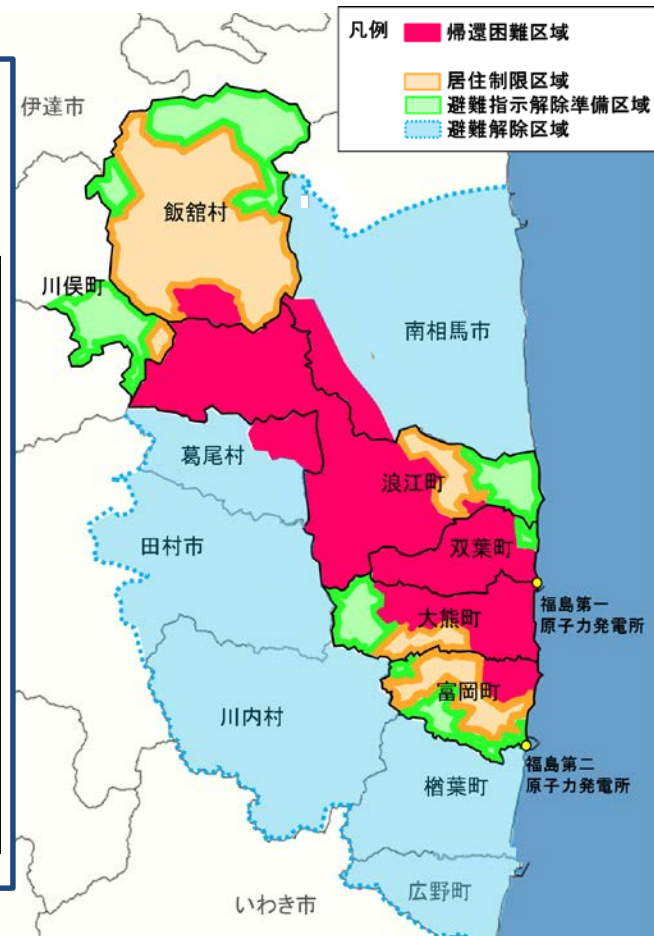 凡例
帰還困難区域
居住制限区域
避難指示解除準備区域
避難解除区域
伊達市
飯舘村
川俣町
南相馬市
葛尾村
浪江町
田村市
双葉町
福島第一
原子力発電所
大熊町
富岡町
川内村
福島第二
原子力発電所
楢葉町
広野町
いわき市